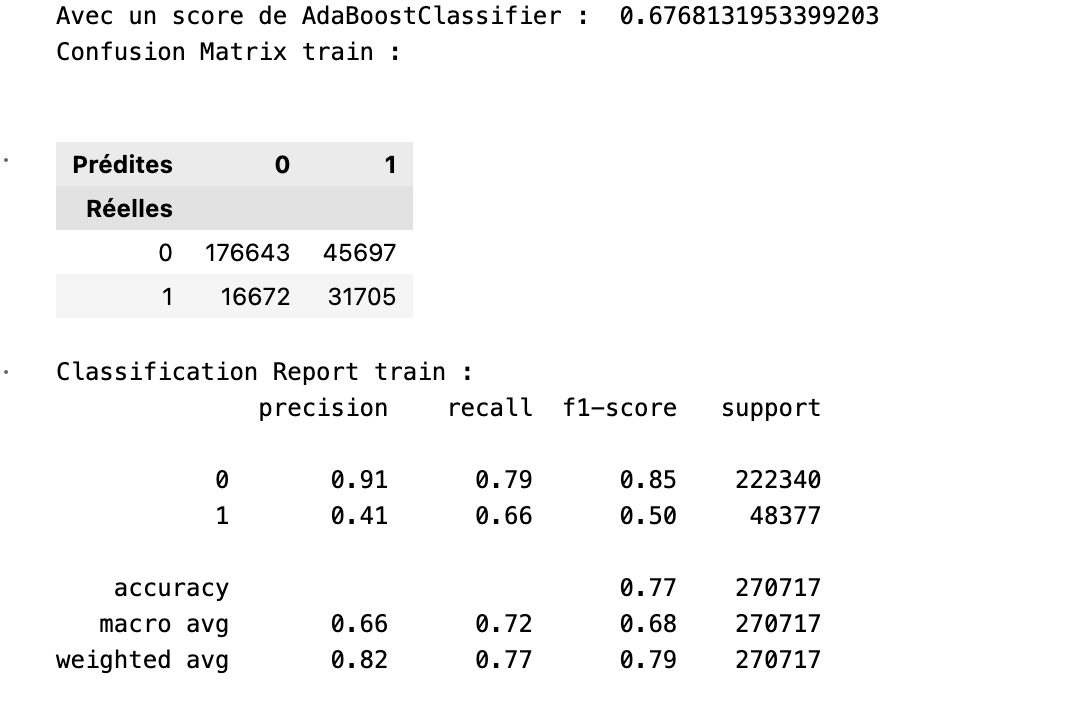 Avec un score de AdaBoostClassifier :  0.6768131953399203
Confusion Matrix train :
Prédites 0 1
Réelles
0 176643 45697
1 16672 31705
Classification Report train :
precision recall f1-score support
0 0.91 0.79 0.85 222340
1 0.41 0.66 0.50 48377
accuracy 0.77 270717
macro avg 0.66 0.72 0.68 270717
weighted avg 0.82 0.77 0.79 270717